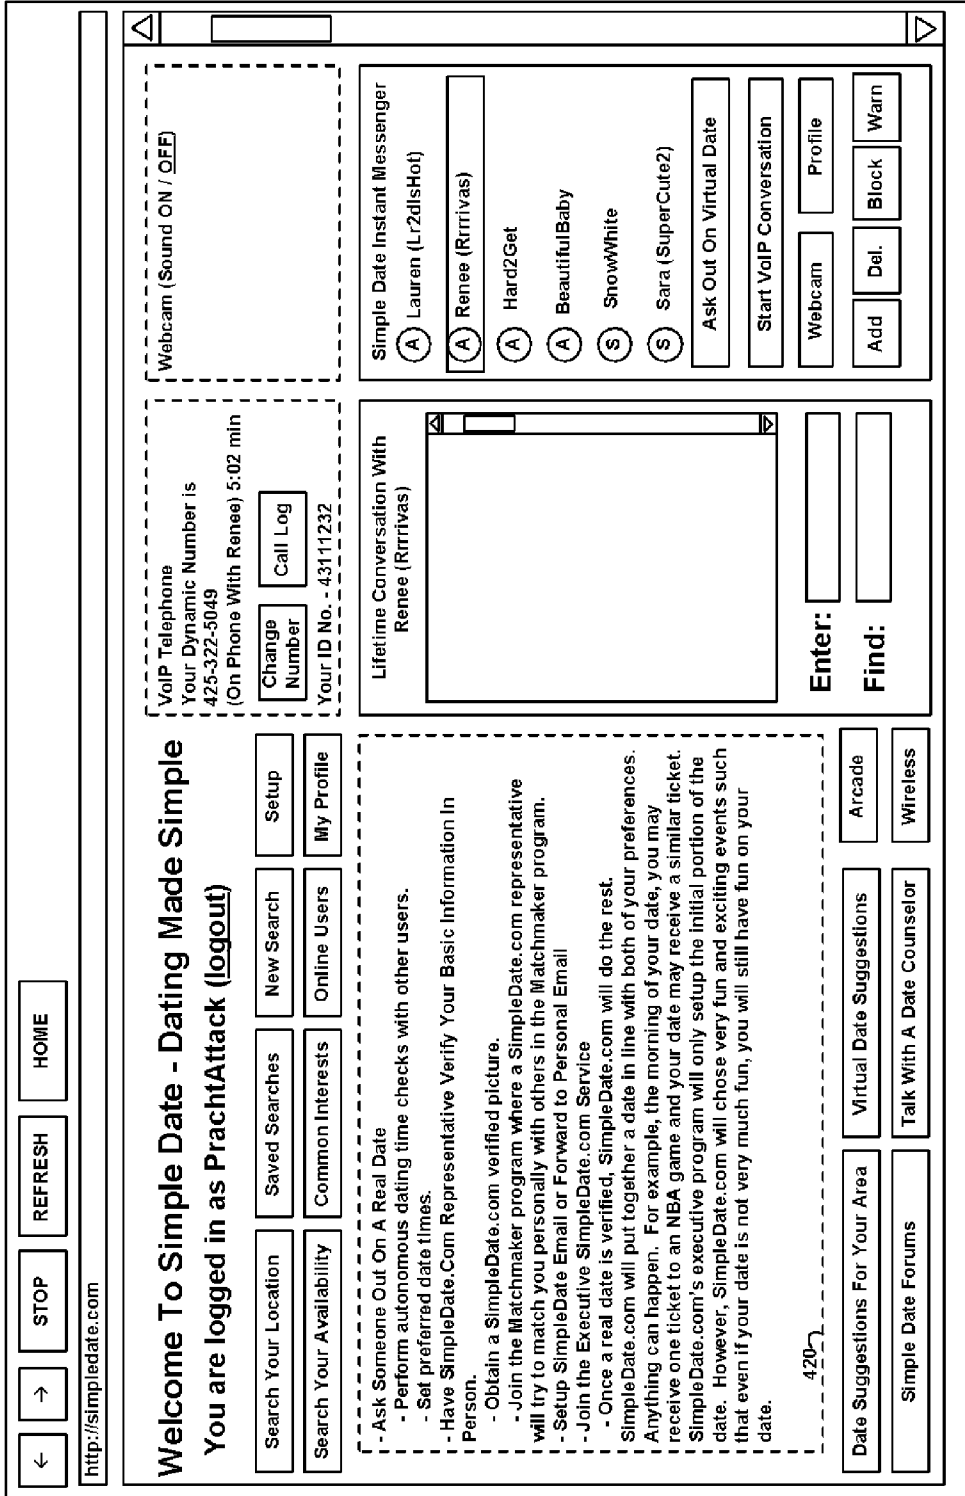 ← → STOP REFRESH HOME
http://simpledate.com
Welcome To Simple Date - Dating Made Simple
You are logged in as PrachtAttack (logout)
Search Your Location
Saved Searches
New Search
Setup
Search Your Availability
Common Interests
Online Users
My Profile
VoIP Telephone
Your Dynamic Number is
425-322-5049
(On Phone With Renee) 5:02 min
Change
Number
Call Log
Your ID No. - 43111232
Webcam (Sound ON / OFF)
- Ask Someone Out On A Real Date
- Perform autonomous dating time checks with other users.
- Set preferred date times.
- Have SimpleDate.Com Representative Verify Your Basic Information In
Person.
- Obtain a SimpleDate.com verified picture.
- Join the Matchmaker program where a SimpleDate.com representative
will try to match you personally with others in the Matchmaker program.
- Setup SimpleDate Email or Forward to Personal Email
- Join the Executive SimpleDate.com Service
- Once a real date is verified, SimpleDate.com will do the rest.
SimpleDate.com will put together a date in line with both of your preferences.
Anything can happen. For example, the morning of your date, you may
receive one ticket to an NBA game and your date may receive a similar ticket.
SimpleDate.com's executive program will only setup the initial portion of the
date. However, SimpleDate.com will chose very fun and exciting events such
that even if your date is not very much fun, you will still have fun on your
date.
420
Lifetime Conversation With
Renee (Rrrrivas)
Enter:
Find:
Simple Date Instant Messenger
A Lauren (Lr2dIsHot)
A Renee (Rrrrivas)
A Hard2Get
A BeautifulBaby
S SnowWhite
S Sara (SuperCute2)
Ask Out On Virtual Date
Start VoIP Conversation
Webcam
Profile
Add
Del.
Block
Warn
Date Suggestions For Your Area
Virtual Date Suggestions
Arcade
Simple Date Forums
Talk With A Date Counselor
Wireless